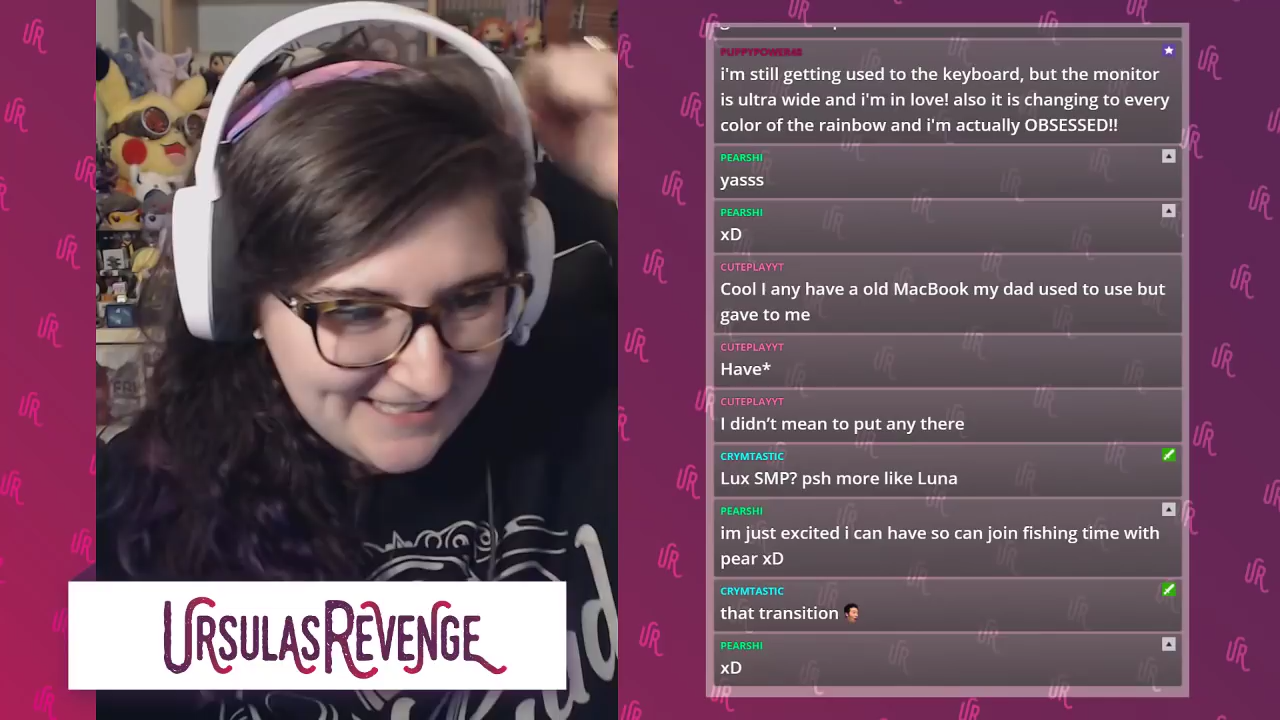 PUPPYPOWER68
i'm still getting used to the keyboard, but the monitor
is ultra wide and i'm in love! also it is changing to every
color of the rainbow and i'm actually OBSESSED!!
PEARSHI
yasss
PEARSHI
xD
CUTEPLAYYT
Cool I any have a old MacBook my dad used to use but
gave to me
CUTEPLAYYT
Have*
CUTEPLAYYT
I didn’t mean to put any there
CRYMTASTIC
Lux SMP? psh more like Luna
PEARSHI
im just excited i can have so can join fishing time with
pear xD
CRYMTASTIC
that transition
PEARSHI
xD
URSULASREVENGE